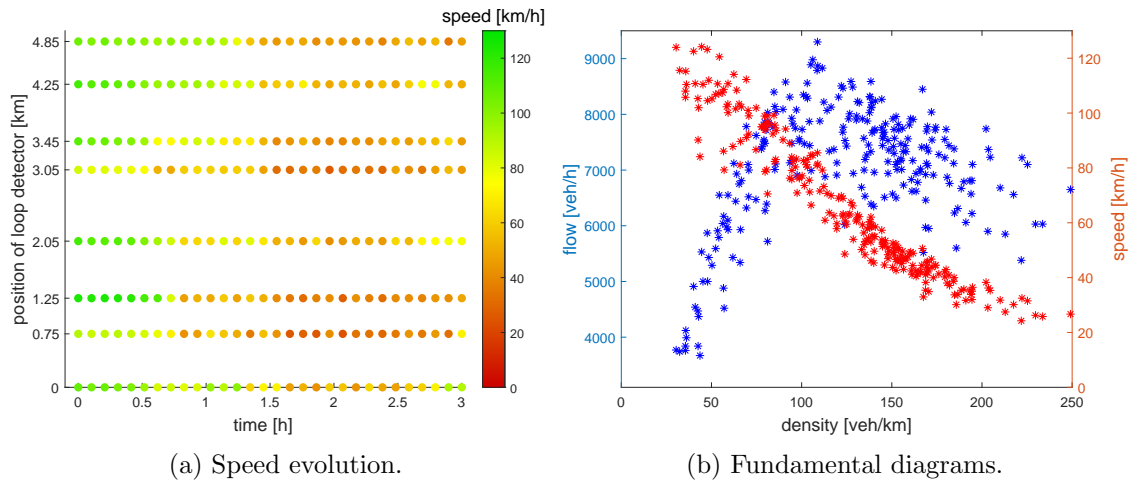 speed [km/h]
position of loop detector [km]
4.85
4.25
3.45
3.05
2.05
1.25
0.75
0
0 0.5 1 1.5 2 2.5 3
time [h]
120
100
80
60
40
20
0
flow [veh/h]
9000
8000
7000
6000
5000
4000
0 50 100 150 200 250
density [veh/km]
120
100
80
60
40
20
0
speed [km/h]
(a) Speed evolution.
(b) Fundamental diagrams.